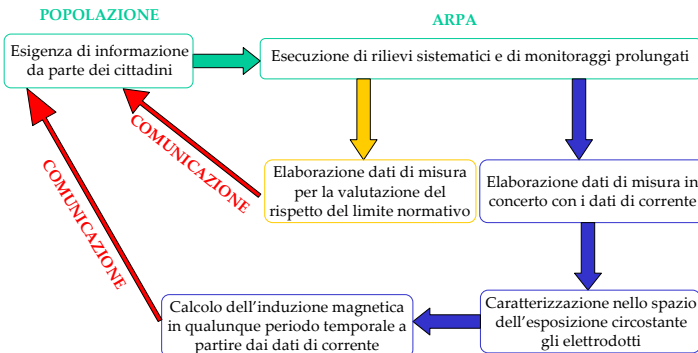 POPOLAZIONE
ARPA
Esigenza di informazione
da parte dei cittadini
Esecuzione di rilievi sistematici e di monitoraggi prolungati
COMUNICAZIONE
COMUNICAZIONE
Elaborazione dati di misura
per la valutazione del
rispetto del limite normativo
Elaborazione dati di misura in
concerto con i dati di corrente
Calcolo dell'induzione magnetica
in qualunque periodo temporale a
partire dai dati di corrente
Caratterizzazione nello spazio
dell'esposizione circostante
gli elettrodotti